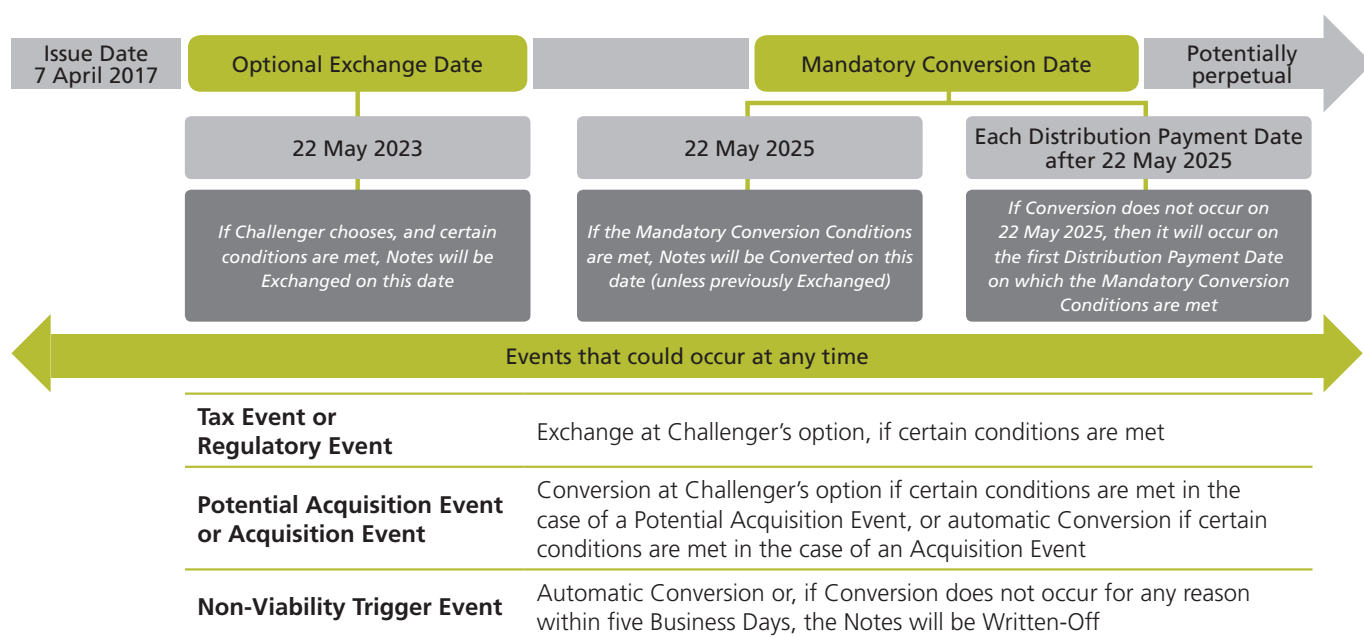 Issue Date
7 April 2017
Optional Exchange Date
Mandatory Conversion Date
Potentially
perpetual
22 May 2023
22 May 2025
Each Distribution Payment Date
after 22 May 2025
If Challenger chooses, and certain
conditions are met, Notes will be
Exchanged on this date
If the Mandatory Conversion Conditions
are met, Notes will be Converted on this
date (unless previously Exchanged)
If Conversion does not occur on
22 May 2025, then it will occur on
the first Distribution Payment Date
on which the Mandatory Conversion
Conditions are met
Events that could occur at any time
Tax Event or
Regulatory Event
Exchange at Challenger’s option, if certain conditions are met
Potential Acquisition Event
or Acquisition Event
Conversion at Challenger’s option if certain conditions are met in the
case of a Potential Acquisition Event, or automatic Conversion if certain
conditions are met in the case of an Acquisition Event
Non-Viability Trigger Event
Automatic Conversion or, if Conversion does not occur for any reason
within five Business Days, the Notes will be Written-Off